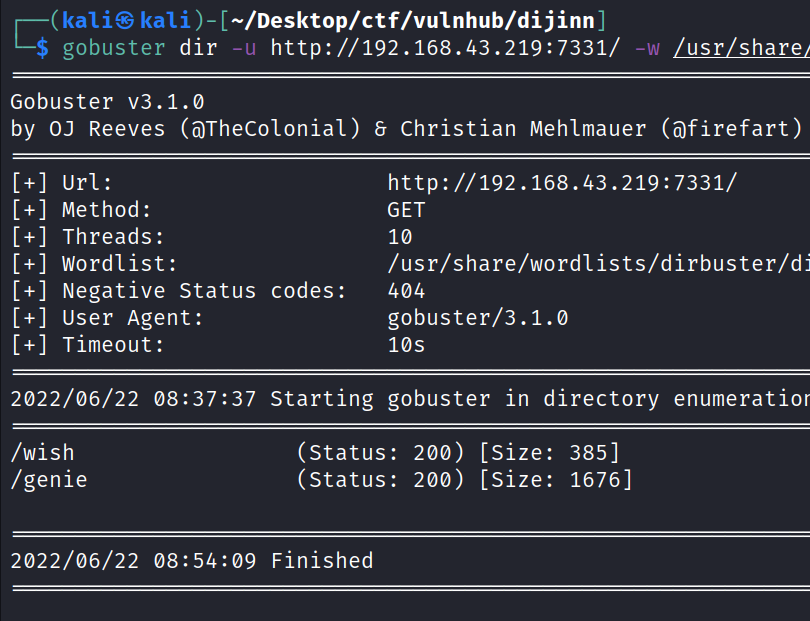 ┌──(kali㉿kali)-[~/Desktop/ctf/vulnhub/dijinn]
└─$ gobuster dir -u http://192.168.43.219:7331/ -w /usr/share/
Gobuster v3.1.0
by OJ Reeves (@TheColonial) & Christian Mehlmauer (@firefart)
[+] Url: http://192.168.43.219:7331/
[+] Method: GET
[+] Threads: 10
[+] Wordlist: /usr/share/wordlists/dirbuster/di
[+] Negative Status codes: 404
[+] User Agent: gobuster/3.1.0
[+] Timeout: 10s
2022/06/22 08:37:37 Starting gobuster in directory enumeration
/wish (Status: 200) [Size: 385]
/genie (Status: 200) [Size: 1676]
2022/06/22 08:54:09 Finished